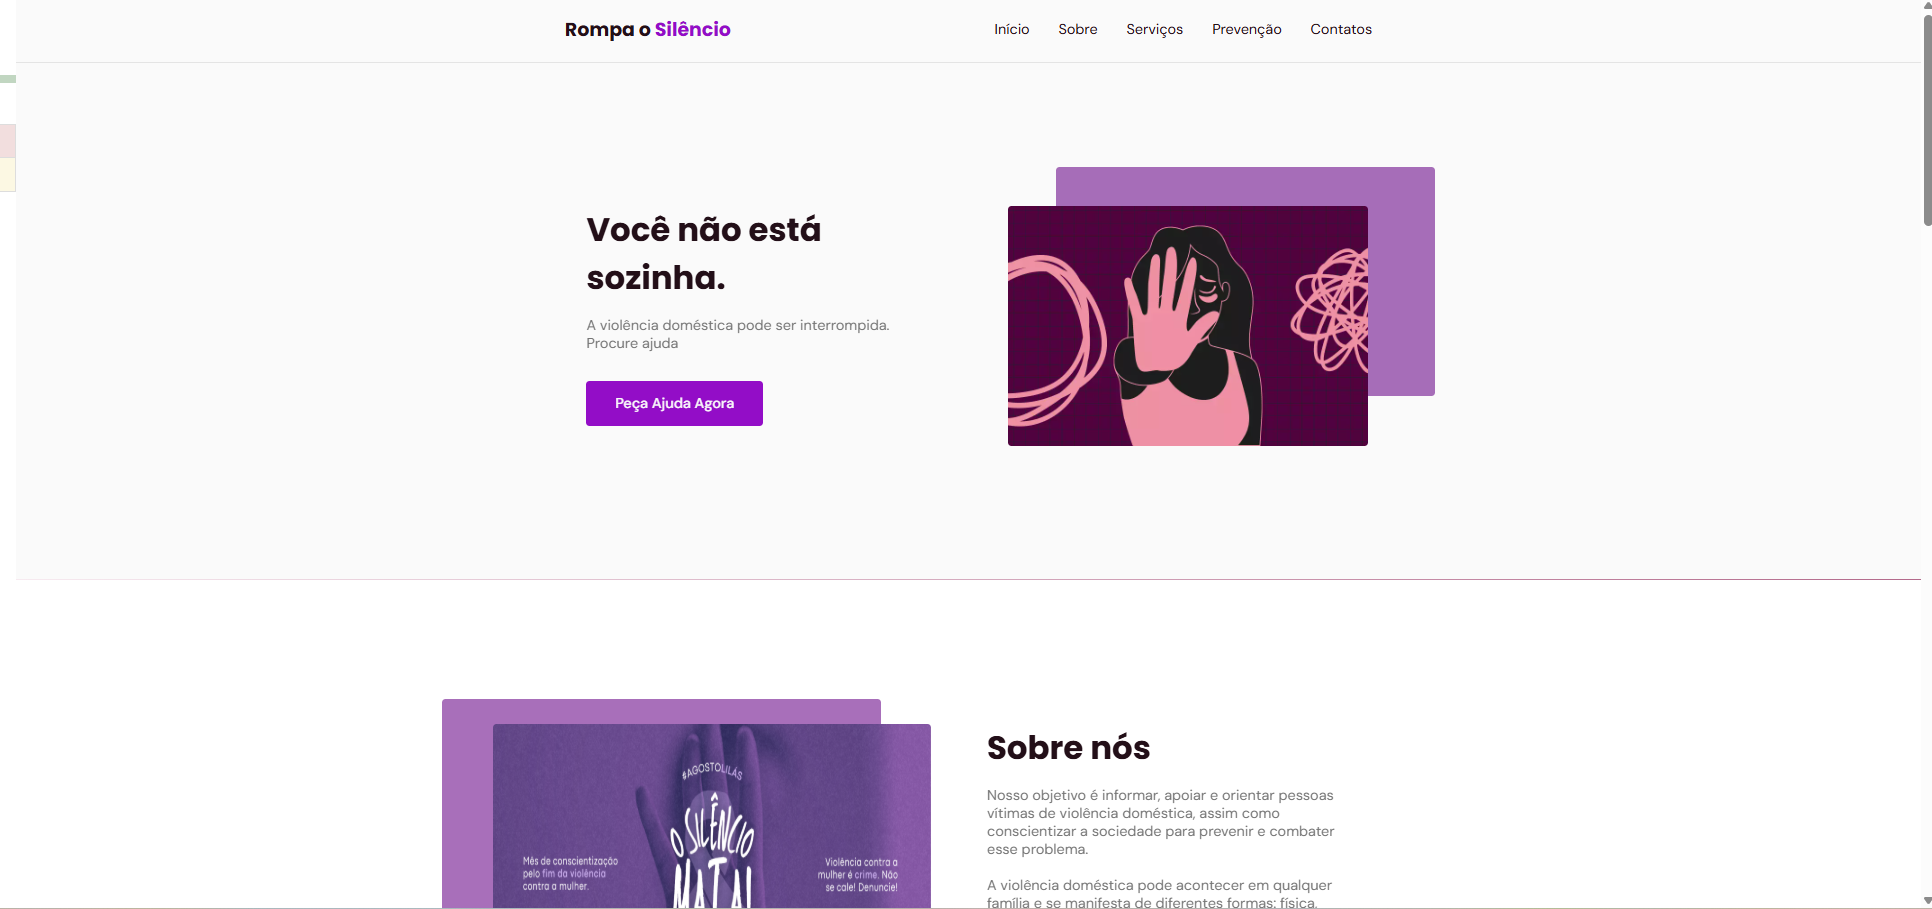 Rompa o Silêncio
Início Sobre Serviços Prevenção Contatos
Você não está
sozinha.
A violência doméstica pode ser interrompida.
Procure ajuda
Peça Ajuda Agora
#AGOSTOLILÁS
O SILÊNCIO
MATA!
Mês de conscientização
pelo fim da violência
contra a mulher.
Violência contra a
mulher é crime. Não
se cale! Denuncie!
Sobre nós
Nosso objetivo é informar, apoiar e orientar pessoas
vítimas de violência doméstica, assim como
conscientizar a sociedade para prevenir e combater
esse problema.
A violência doméstica pode acontecer em qualquer
família e se manifesta de diferentes formas: física,